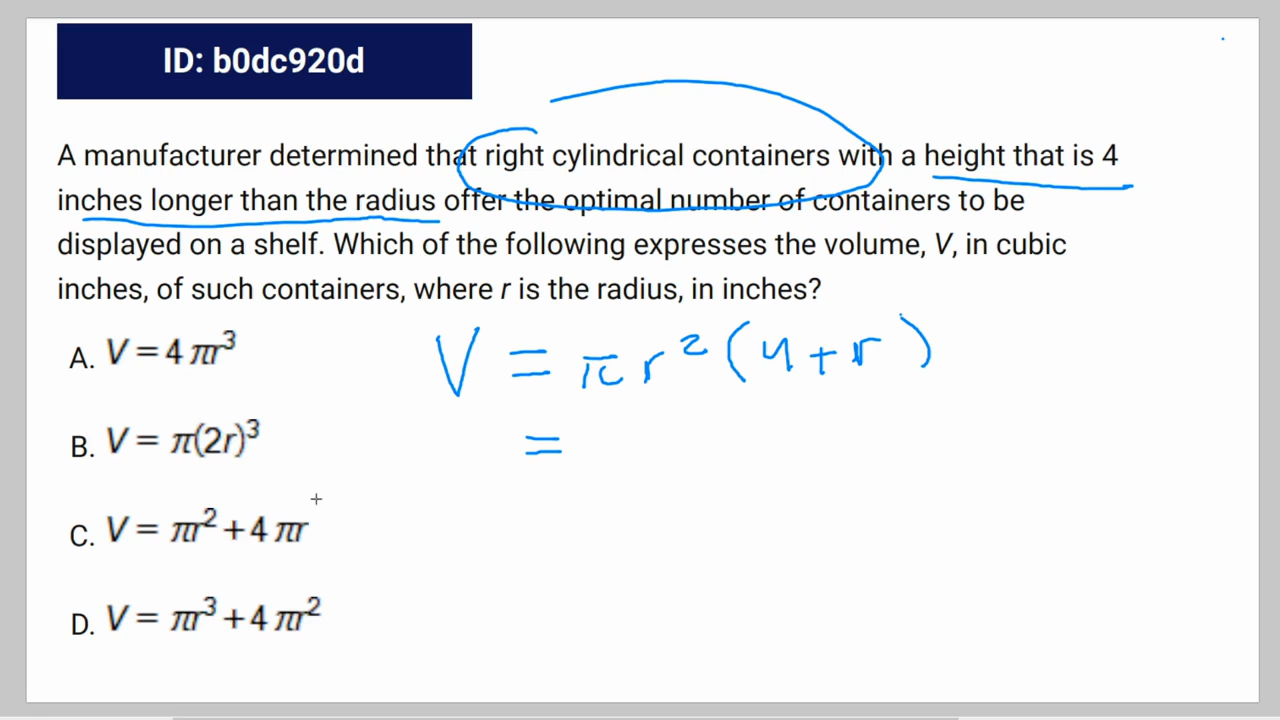 ID: b0dc920d
A manufacturer determined that right cylindrical containers with a height that is 4
inches longer than the radius offer the optimal number of containers to be
displayed on a shelf. Which of the following expresses the volume, V, in cubic
inches, of such containers, where r is the radius, in inches?
A. V = 4πr³
V = πr²(4+r)
B. V = π(2r)³
=
C. V = πr² + 4πr
D. V = πr³ + 4πr²